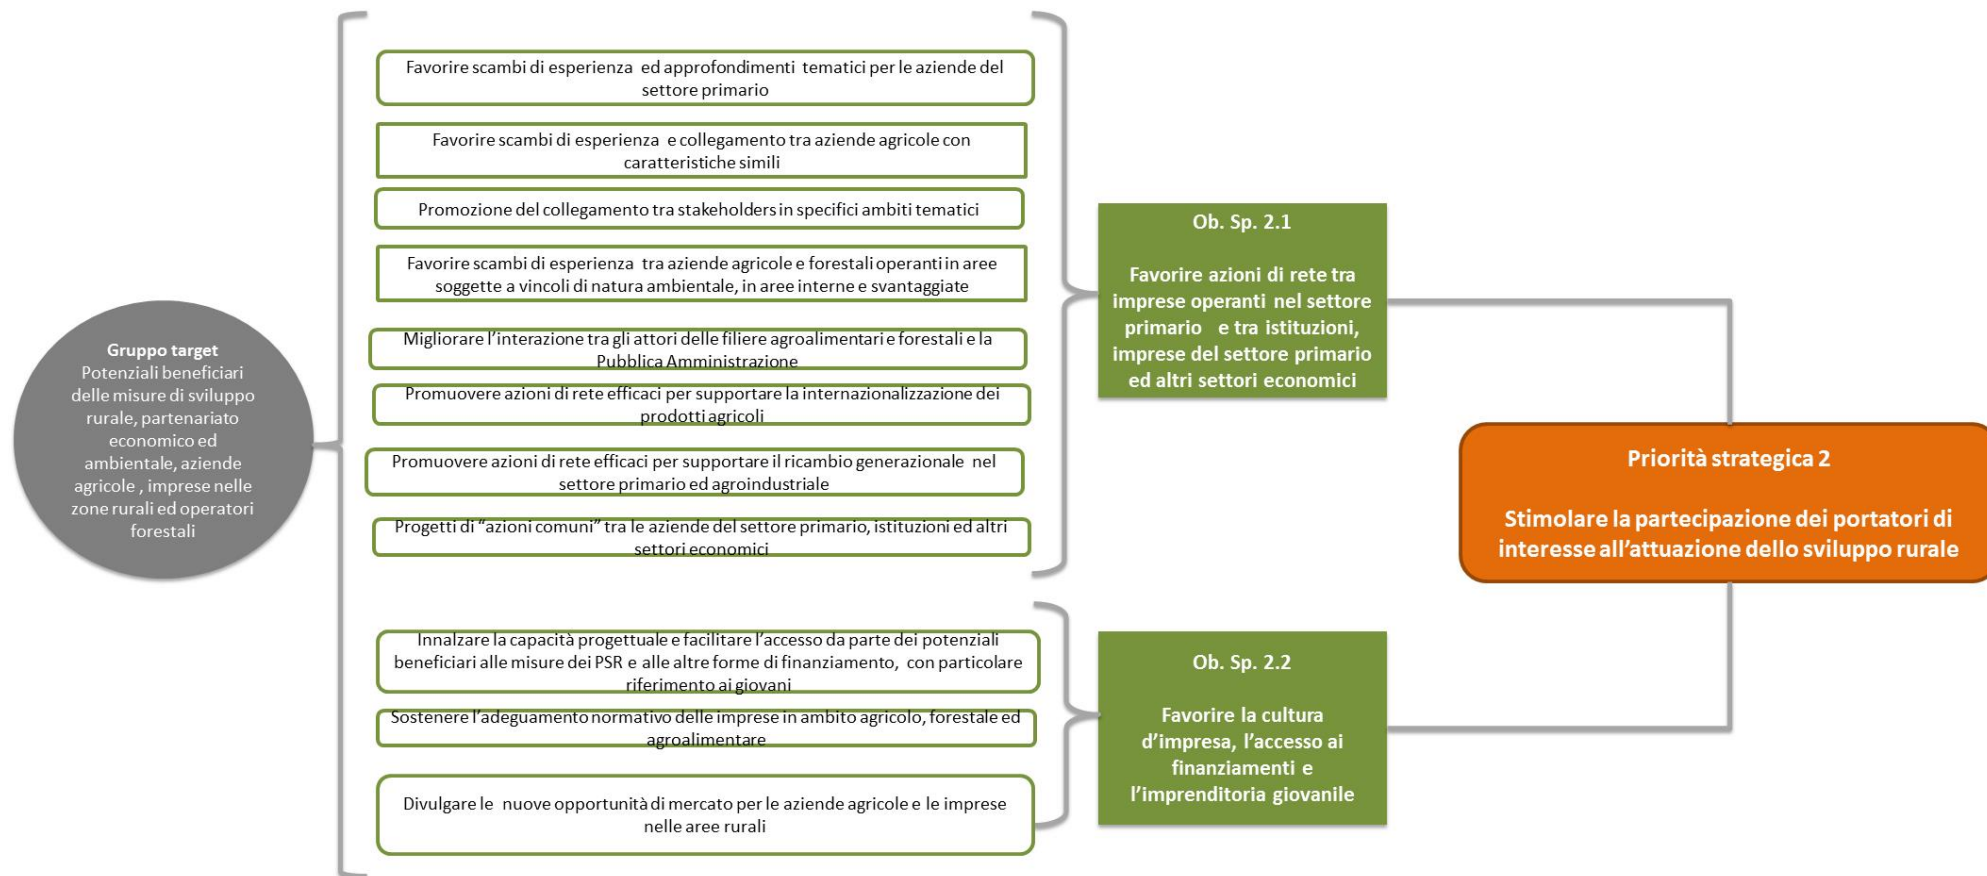 Gruppo target
Potenziali beneficiari
delle misure di sviluppo
rurale, partenariato
economico ed
ambientale, aziende
agricole , imprese nelle
zone rurali ed operatori
forestali
Favorire scambi di esperienza ed approfondimenti tematici per le aziende del
settore primario
Favorire scambi di esperienza e collegamento tra aziende agricole con
caratteristiche simili
Promozione del collegamento tra stakeholders in specifici ambiti tematici
Favorire scambi di esperienza tra aziende agricole e forestali operanti in aree
soggette a vincoli di natura ambientale, in aree interne e svantaggiate
Migliorare l'interazione tra gli attori delle filiere agroalimentari e forestali e la
Pubblica Amministrazione
Promuovere azioni di rete efficaci per supportare la internazionalizzazione dei
prodotti agricoli
Promuovere azioni di rete efficaci per supportare il ricambio generazionale nel
settore primario ed agroindustriale
Progetti di “azioni comuni” tra le aziende del settore primario, istituzioni ed altri
settori economici
Innalzare la capacità progettuale e facilitare l'accesso da parte dei potenziali
beneficiari alle misure dei PSR e alle altre forme di finanziamento, con particolare
riferimento ai giovani
Sostenere l'adeguamento normativo delle imprese in ambito agricolo, forestale ed
agroalimentare
Divulgare le nuove opportunità di mercato per le aziende agricole e le imprese
nelle aree rurali
Ob. Sp. 2.1
Favorire azioni di rete tra
imprese operanti nel settore
primario e tra istituzioni,
imprese del settore primario
ed altri settori economici
Ob. Sp. 2.2
Favorire la cultura
d'impresa, l'accesso ai
finanziamenti e
l'imprenditoria giovanile
Priorità strategica 2
Stimolare la partecipazione dei portatori di
interesse all'attuazione dello sviluppo rurale